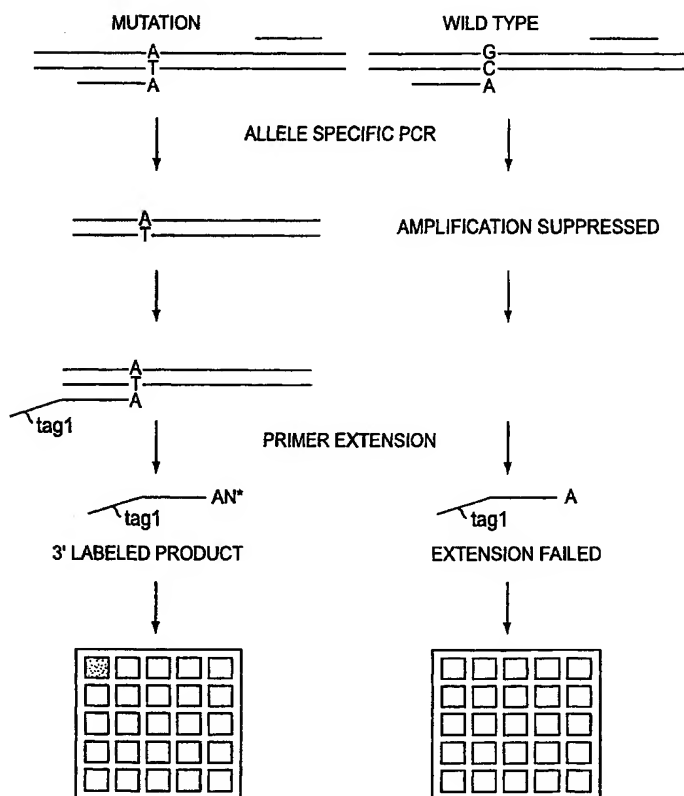 MUTATION WILD TYPE
A G
T C
A A
ALLELE SPECIFIC PCR
A
T
AMPLIFICATION SUPPRESSED
A
T
A
tag1
PRIMER EXTENSION
AN* A
tag1 tag1
3' LABELED PRODUCT EXTENSION FAILED